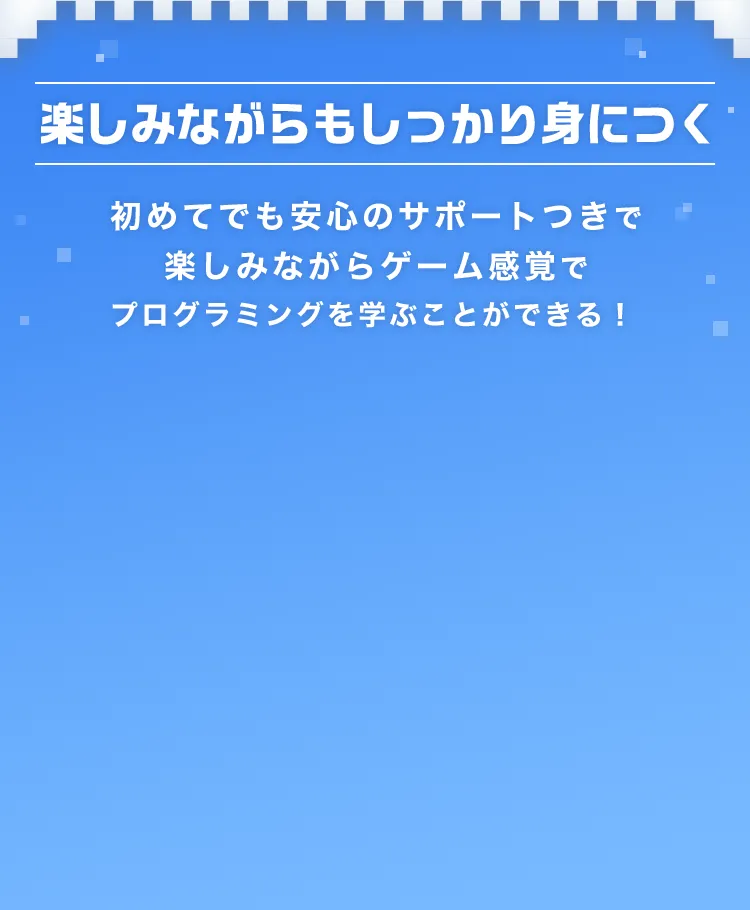 楽しみながらもしっかり身につく
初めてでも安心のサポートつきで
楽しみながらゲーム感覚で
プログラミングを学ぶことができる！